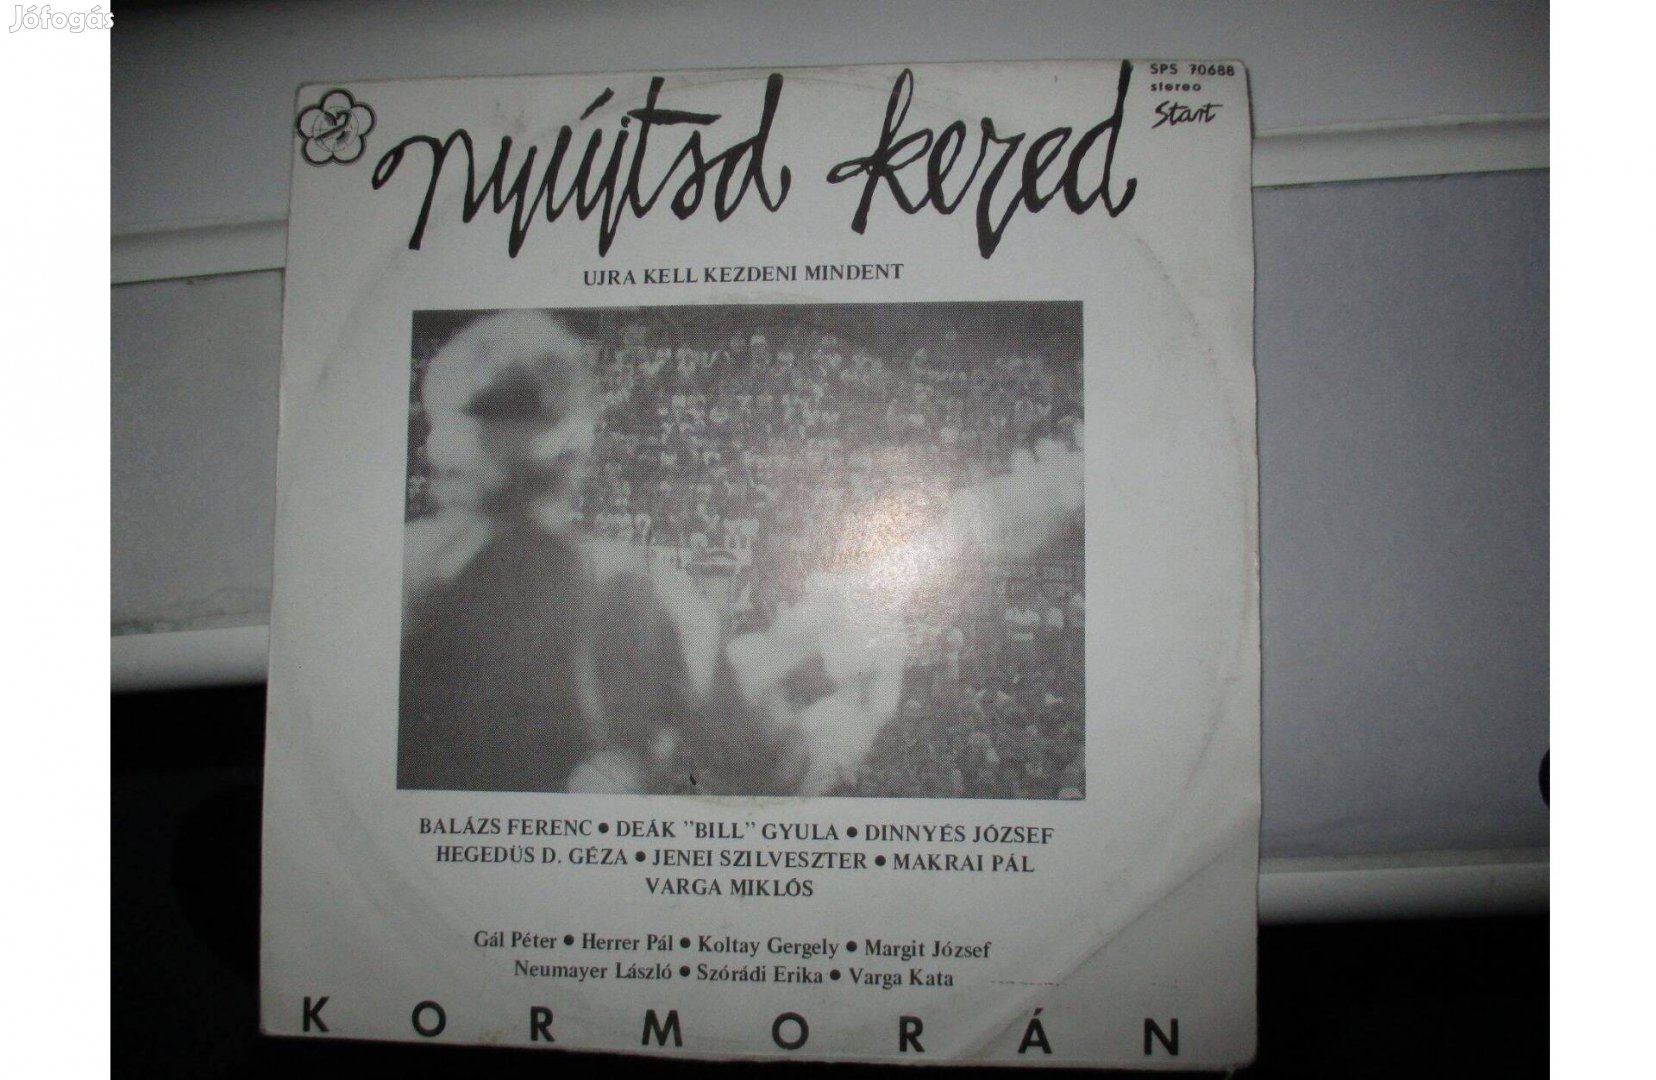 Jófogás
SPS 70688
stereo
Start
nyújtsd kezed
UJRA KELL KEZDENI MINDENT
BALÁZS FERENC ● DEÁK ”BILL” GYULA ● DINNYÉS JÓZSEF
HEGEDÜS D. GÉZA ● JENEI SZILVESZTER ● MAKRAI PÁL
VARGA MIKLÓS
Gál Péter ● Herrer Pál ● Koltay Gergely ● Margit József
Neumayer László ● Szórádi Erika ● Varga Kata
KORMORÁN